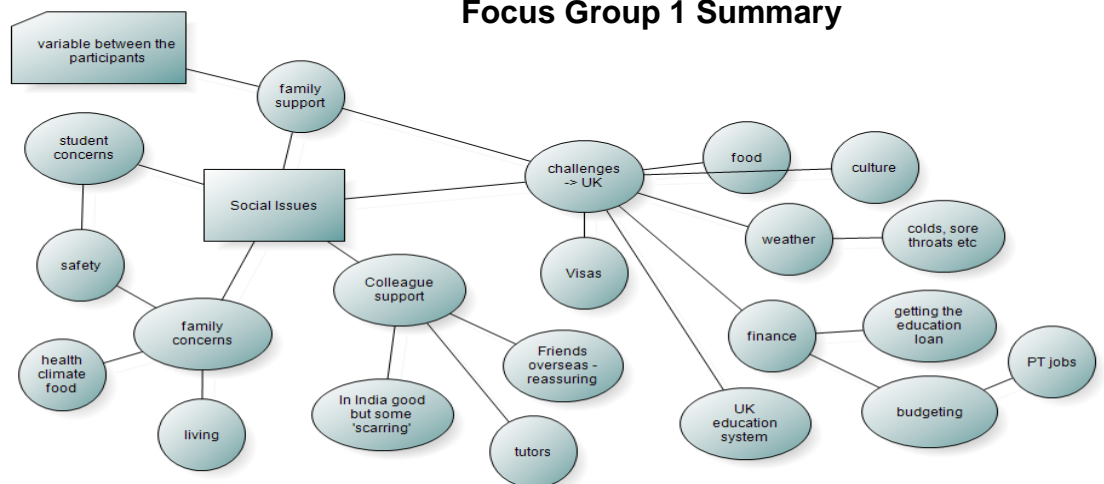 Focus Group 1 Summary
variable between the
participants
family
support
student
concerns
challenges
-> UK
food
culture
Social Issues
weather
colds, sore
throats etc
safety
Visas
Colleague
support
family
concerns
finance
getting the
education
loan
health
climate
food
Friends
overseas -
reassuring
PT jobs
living
In India good
but some
'scarring'
tutors
UK
education
system
budgeting